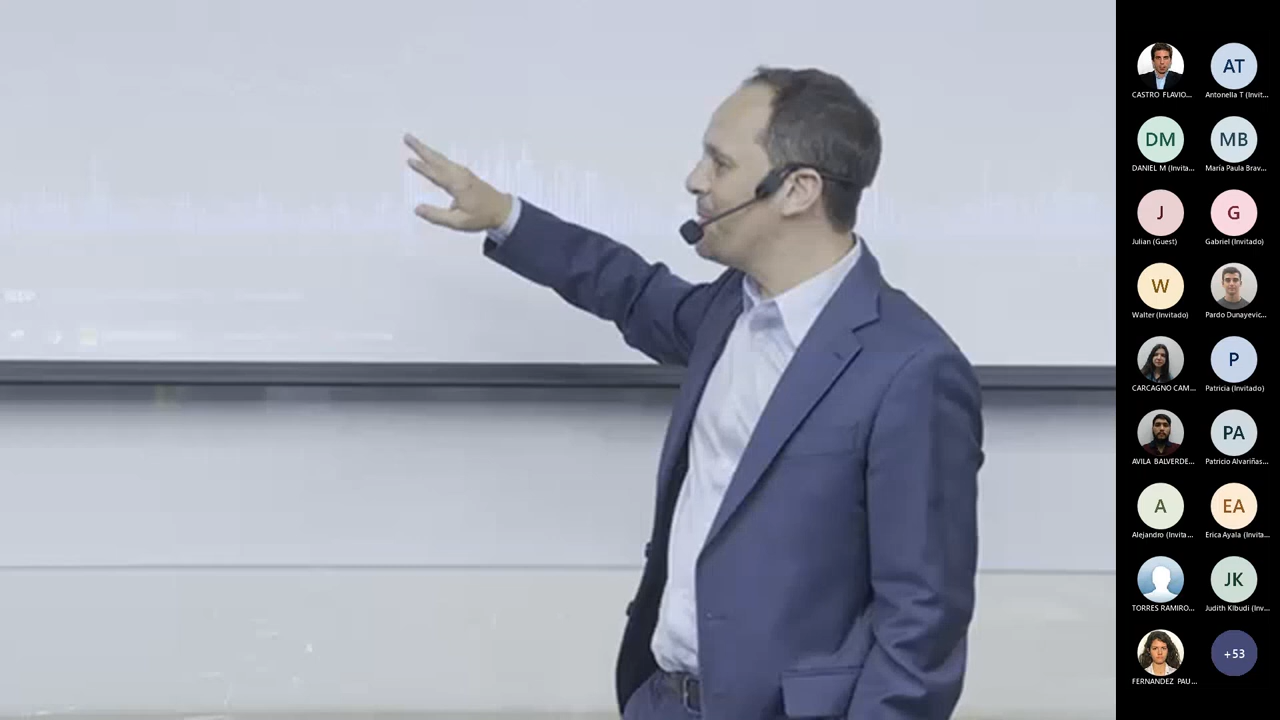 CASTRO FLAVIO...
AT
Antonella T (Invit...
DM
DANIEL M (Invita...
MB
María Paula Brav...
J
Julian (Guest)
G
Gabriel (Invitado)
W
Walter (Invitado)
Pardo Dunayevic...
CARCAGNO CAM...
P
Patricia (Invitado)
AVILA BALVERDE...
PA
Patricio Alvariñas...
A
Alejandro (Invita...
EA
Erica Ayala (Invita...
TORRES RAMIRO...
JK
Judith Klbudi (Inv...
FERNANDEZ PAU...
+53